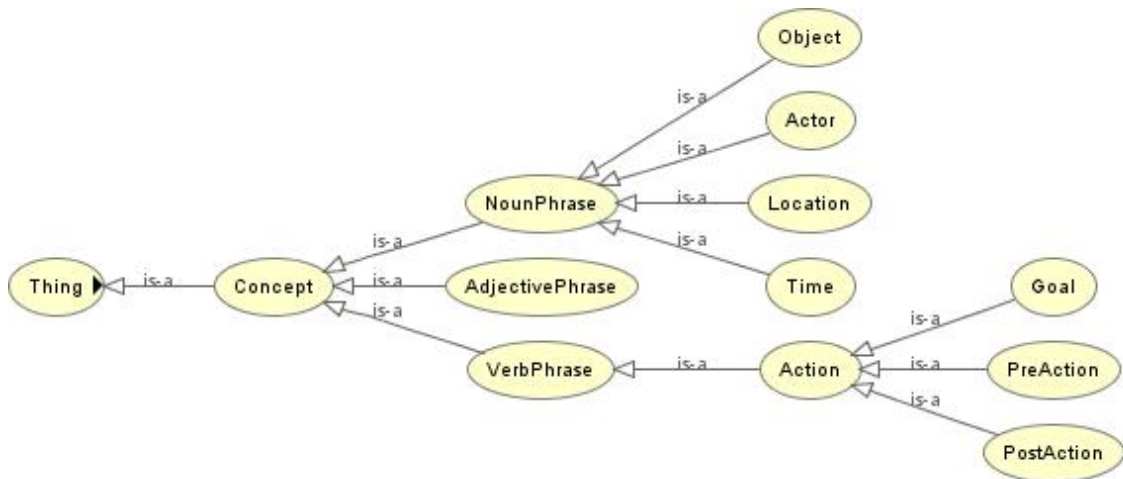 Object
is-a
Actor
is-a
NounPhrase
is-a
Location
is-a
is-a
Thing
is-a
Concept
is-a
AdjectivePhrase
Time
Goal
is-a
is-a
VerbPhrase
is-a
Action
is-a
PreAction
is-a
PostAction